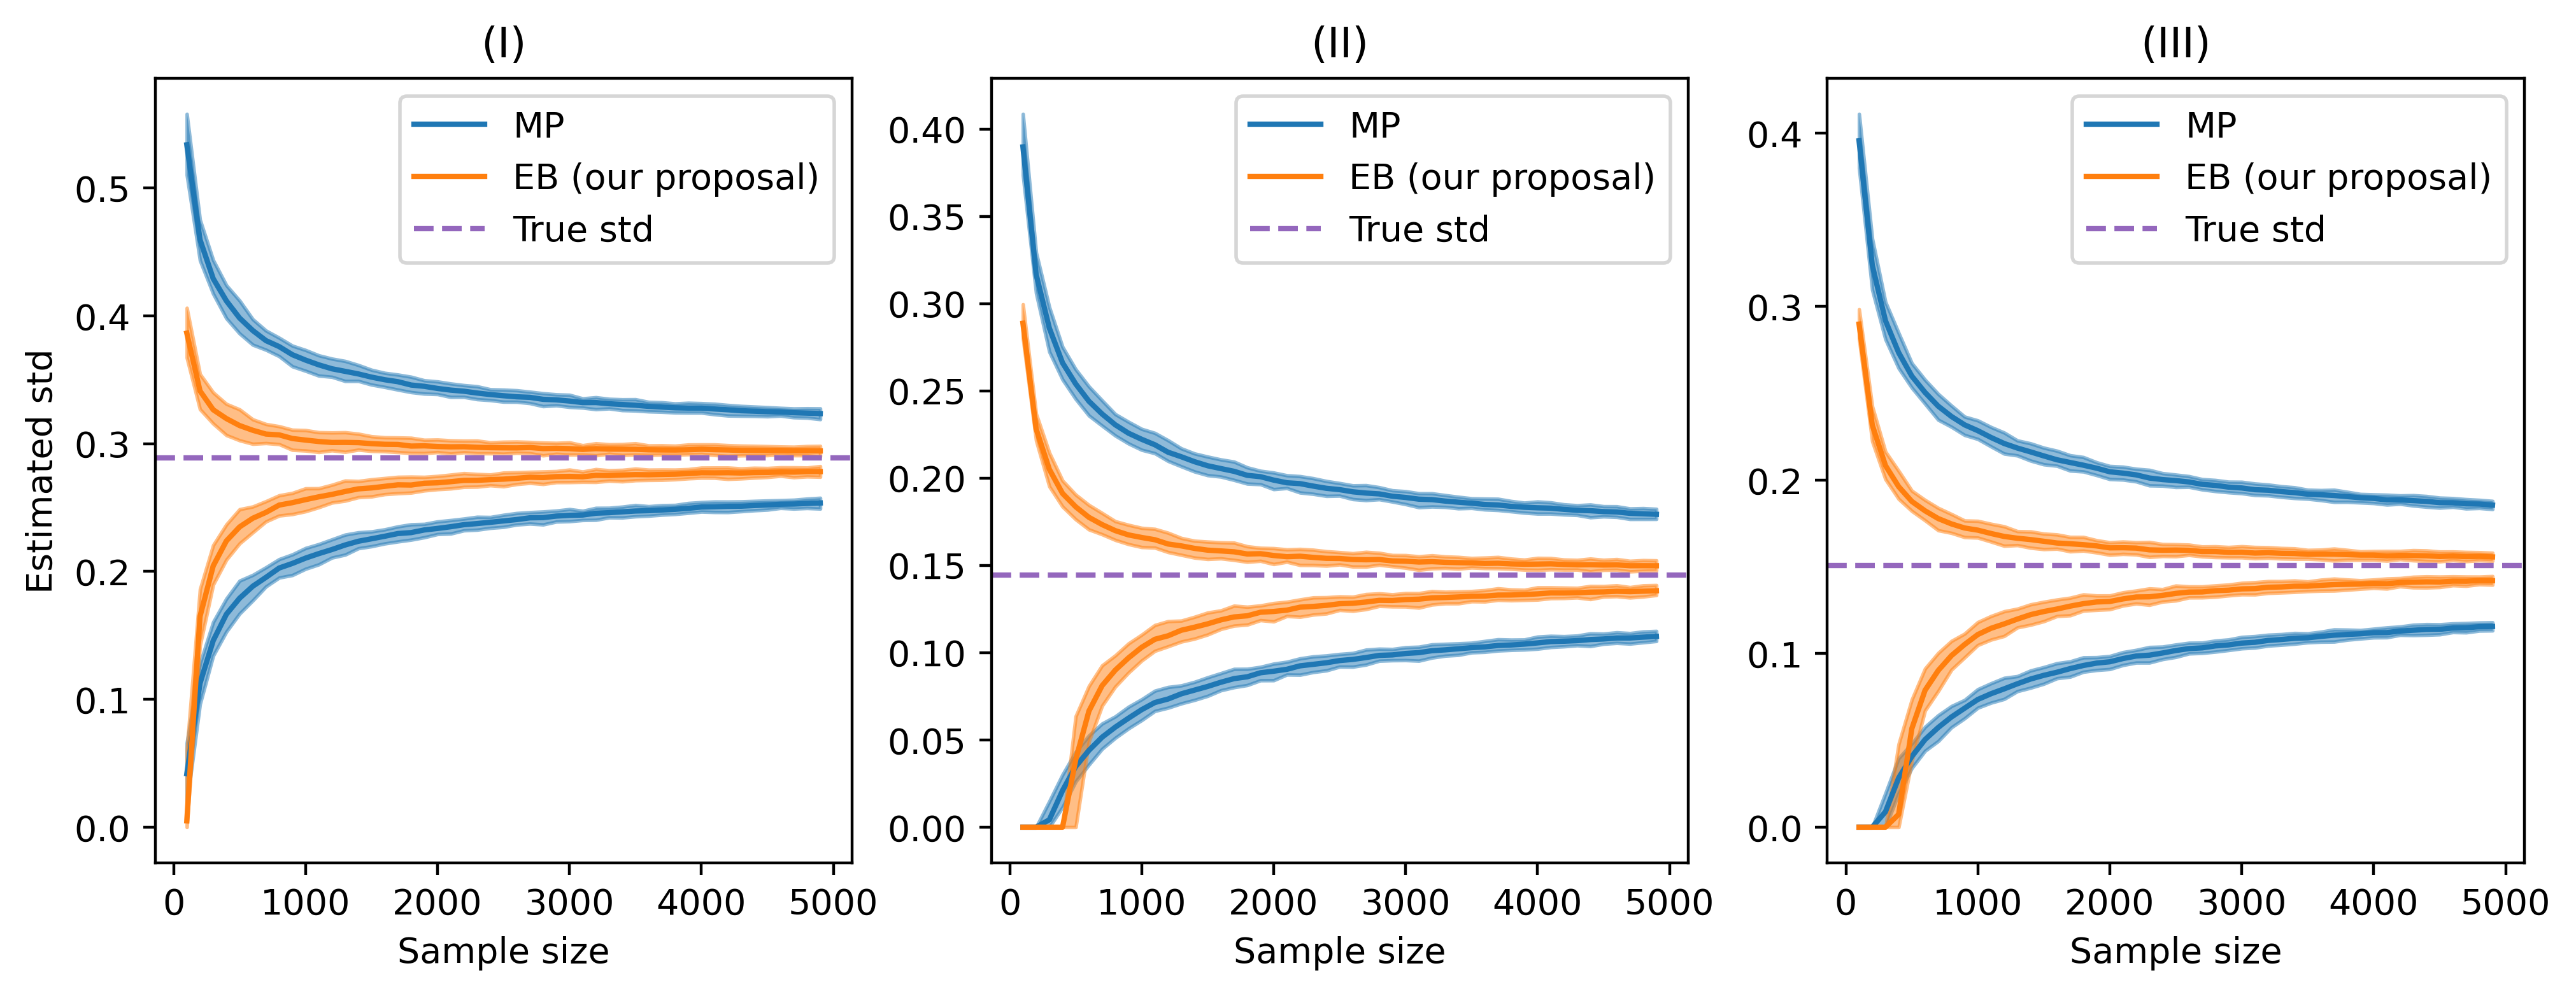 (I)
(II)
(III)
MP
EB (our proposal)
True std
MP
EB (our proposal)
True std
MP
EB (our proposal)
True std
Estimated std
0.5
0.4
0.3
0.2
0.1
0.0
0.40
0.35
0.30
0.25
0.20
0.15
0.10
0.05
0.00
0.4
0.3
0.2
0.1
0.0
0 1000 2000 3000 4000 5000
0 1000 2000 3000 4000 5000
0 1000 2000 3000 4000 5000
Sample size
Sample size
Sample size